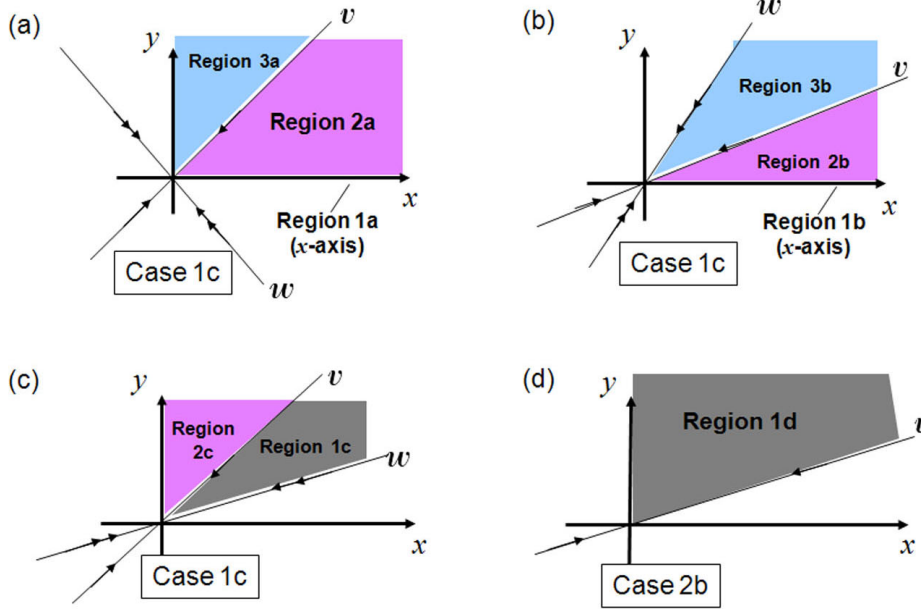 (a)
y
v
Region 3a
Region 2a
x
Region 1a
(x-axis)
Case 1c
w
(b)
w
y
v
Region 3b
Region 2b
x
Region 1b
(x-axis)
Case 1c
(c)
y
v
Region
2c
Region 1c
w
x
Case 1c
(d)
y
Region 1d
x
Case 2b